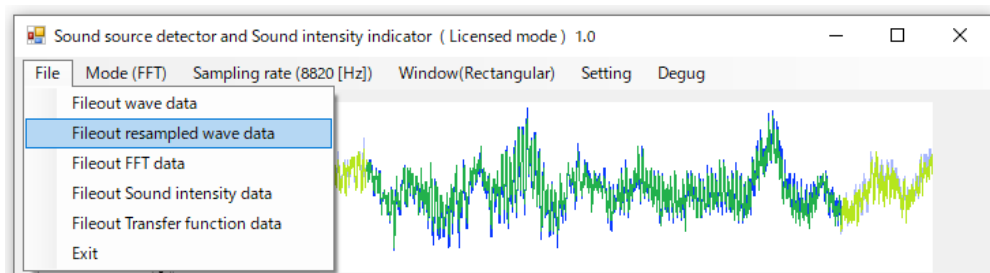 Sound source detector and Sound intensity indicator ( Licensed mode ) 1.0
File Mode (FFT) Sampling rate (8820 [Hz]) Window(Rectangular) Setting Degug
Fileout wave data
Fileout resampled wave data
Fileout FFT data
Fileout Sound intensity data
Fileout Transfer function data
Exit